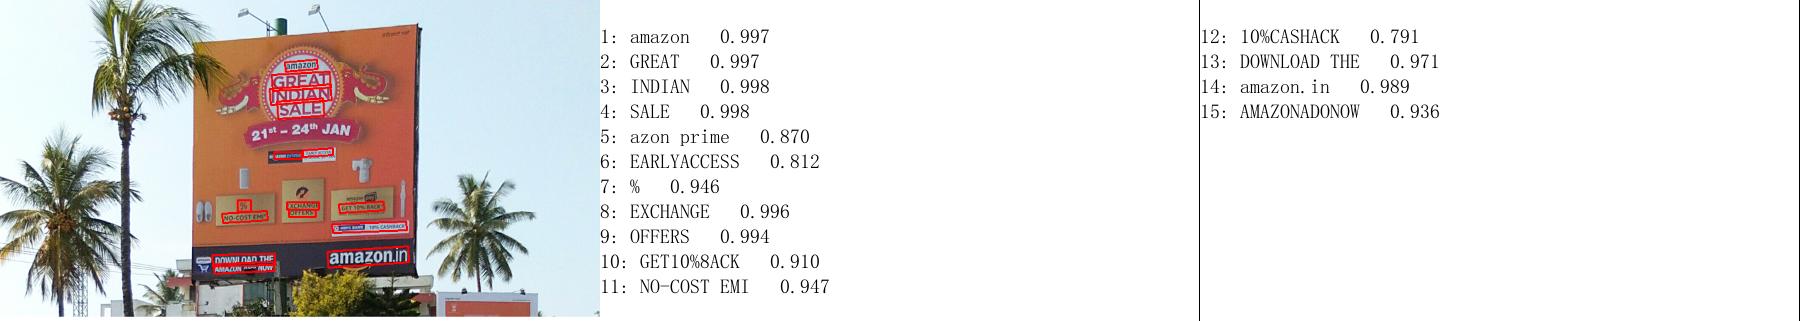 amazon
GREAT
INDIAN
SALE
21st - 24th JAN
%
NO-COST EMI
EXCHANGE
OFFERS
GET 10% BACK
10% CASHBACK
DOWNLOAD THE
amazon.in
1: amazon 0.997
2: GREAT 0.997
3: INDIAN 0.998
4: SALE 0.998
5: azon prime 0.870
6: EARLYACCESS 0.812
7: % 0.946
8: EXCHANGE 0.996
9: OFFERS 0.994
10: GET10%8ACK 0.910
11: NO-COST EMI 0.947
12: 10%CASHACK 0.791
13: DOWNLOAD THE 0.971
14: amazon.in 0.989
15: AMAZONADONOW 0.936